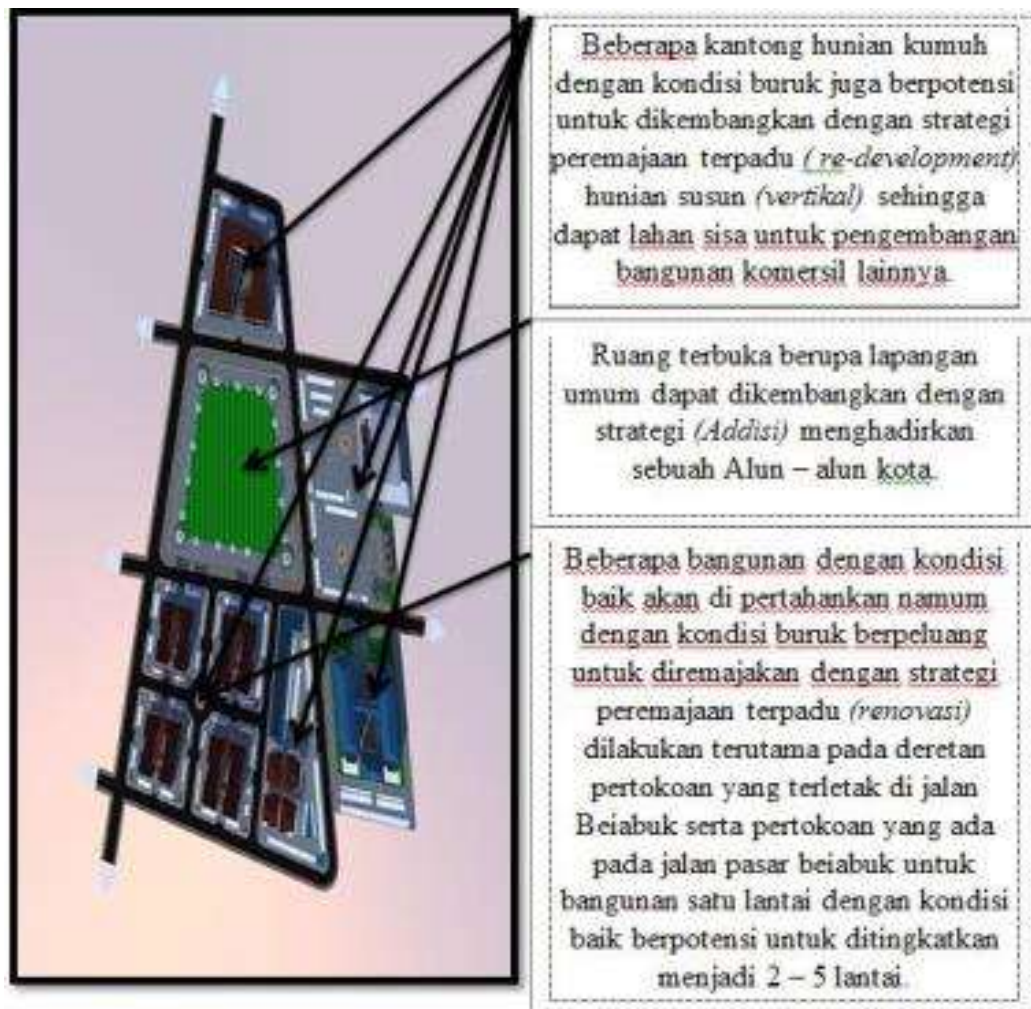 Beberapa kantong hunian kumuh
dengan kondisi buruk juga berpotensi
untuk dikembangkan dengan strategi
peremajaan terpadu ( re-development)
hunian susun (vertikal) sehingga
dapat lahan sisa untuk pengembangan
bangunan komersil lainnya.
Ruang terbuka berupa lapangan
umum dapat dikembangkan dengan
strategi (Addisi) menghadirkan
sebuah Alun – alun kota.
Beberapa bangunan dengan kondisi
baik akan di pertahankan namum
dengan kondisi buruk berpeluang
untuk diremajakan dengan strategi
peremajaan terpadu (renovasi)
dilakukan terutama pada deretan
pertokoan yang terletak di jalan
Beiabuk serta pertokoan yang ada
pada jalan pasar beiabuk untuk
bangunan satu lantai dengan kondisi
baik berpotensi untuk ditingkatkan
menjadi 2 – 5 lantai.